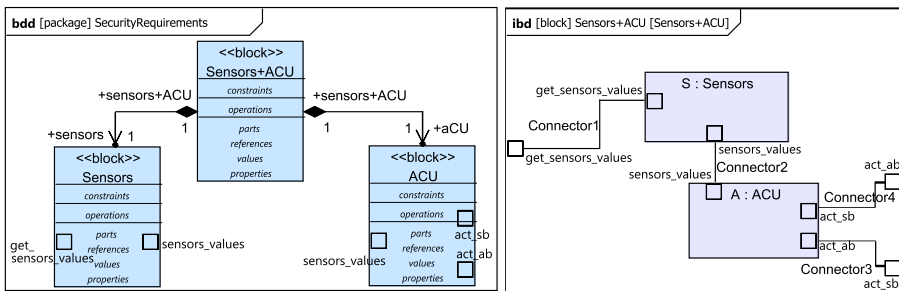 bdd [package] SecurityRequirements
<<block>>
Sensors+ACU
constraints
operations
parts
references
values
properties
+sensors+ACU
1
+sensors+ACU
1
+sensors
1
1
+aCU
<<block>>
Sensors
constraints
operations
parts
references
values
properties
get_
sensors_values
sensors_values
<<block>>
ACU
constraints
operations
parts
references
values
properties
sensors_values
act_sb
act_ab
ibd [block] Sensors+ACU [Sensors+ACU]
S : Sensors
get_sensors_values
Connector1
get_sensors_values
sensors_values
Connector2
sensors_values
A : ACU
act_ab
Connector4
act_sb
act_ab
Connector3
act_sb